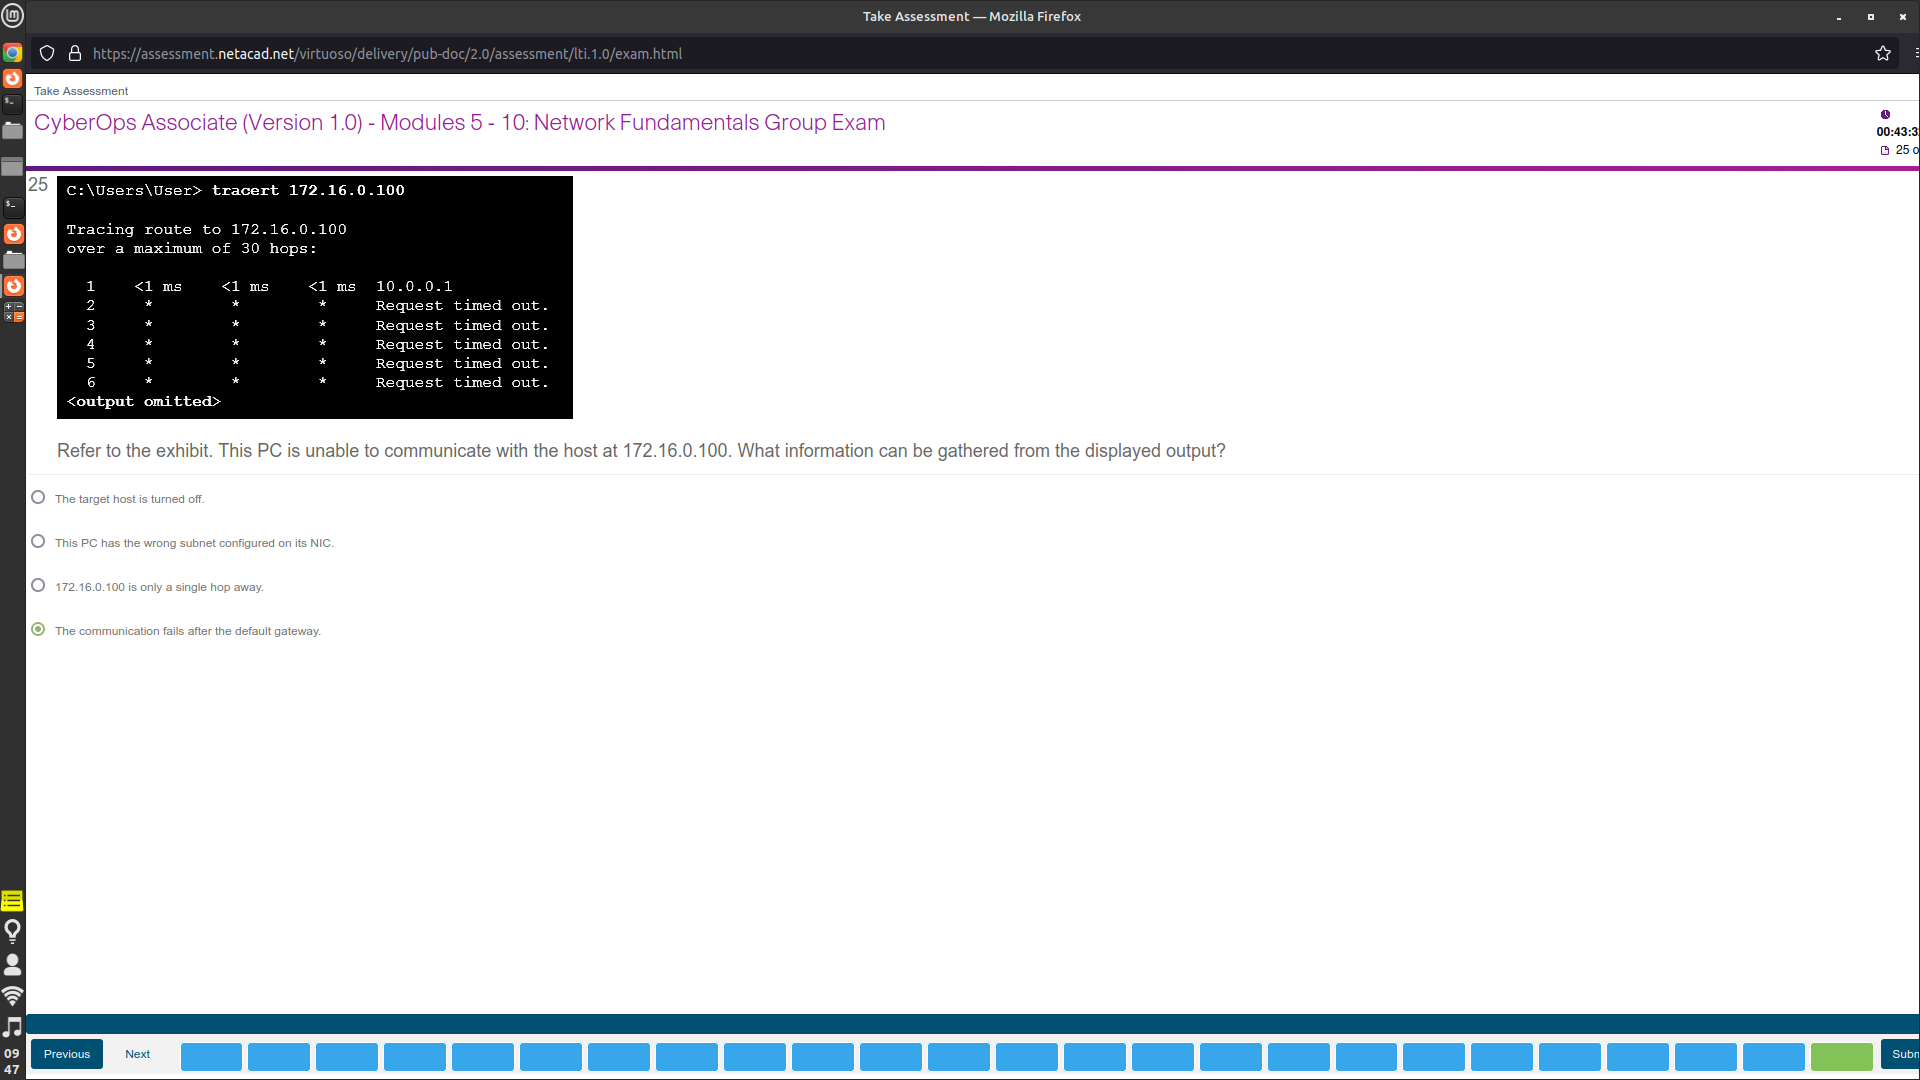 Take Assessment — Mozilla Firefox
https://assessment.netacad.net/virtuoso/delivery/pub-doc/2.0/assessment/lti.1.0/exam.html
Take Assessment
CyberOps Associate (Version 1.0) - Modules 5 - 10: Network Fundamentals Group Exam
00:43:3
25 o
25
C:\Users\User> tracert 172.16.0.100
Tracing route to 172.16.0.100
over a maximum of 30 hops:
1 <1 ms <1 ms <1 ms 10.0.0.1
2 * * * Request timed out.
3 * * * Request timed out.
4 * * * Request timed out.
5 * * * Request timed out.
6 * * * Request timed out.
<output omitted>
Refer to the exhibit. This PC is unable to communicate with the host at 172.16.0.100. What information can be gathered from the displayed output?
The target host is turned off.
This PC has the wrong subnet configured on its NIC.
172.16.0.100 is only a single hop away.
The communication fails after the default gateway.
Previous Next
09
47